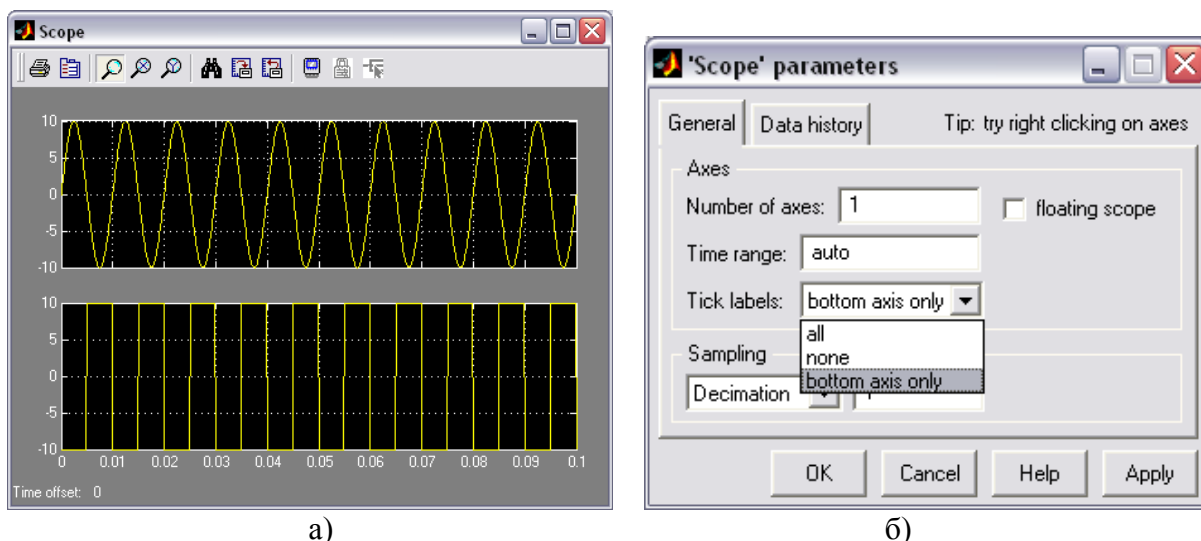 Scope
10
5
0
-5
-10
10
5
0
-5
-10
0 0.01 0.02 0.03 0.04 0.05 0.06 0.07 0.08 0.09 0.1
Time offset: 0
а)
'Scope' parameters
General Data history Tip: try right clicking on axes
Axes
Number of axes: 1 floating scope
Time range: auto
Tick labels: bottom axis only
all
none
bottom axis only
Sampling
Decimation
OK Cancel Help Apply
б)